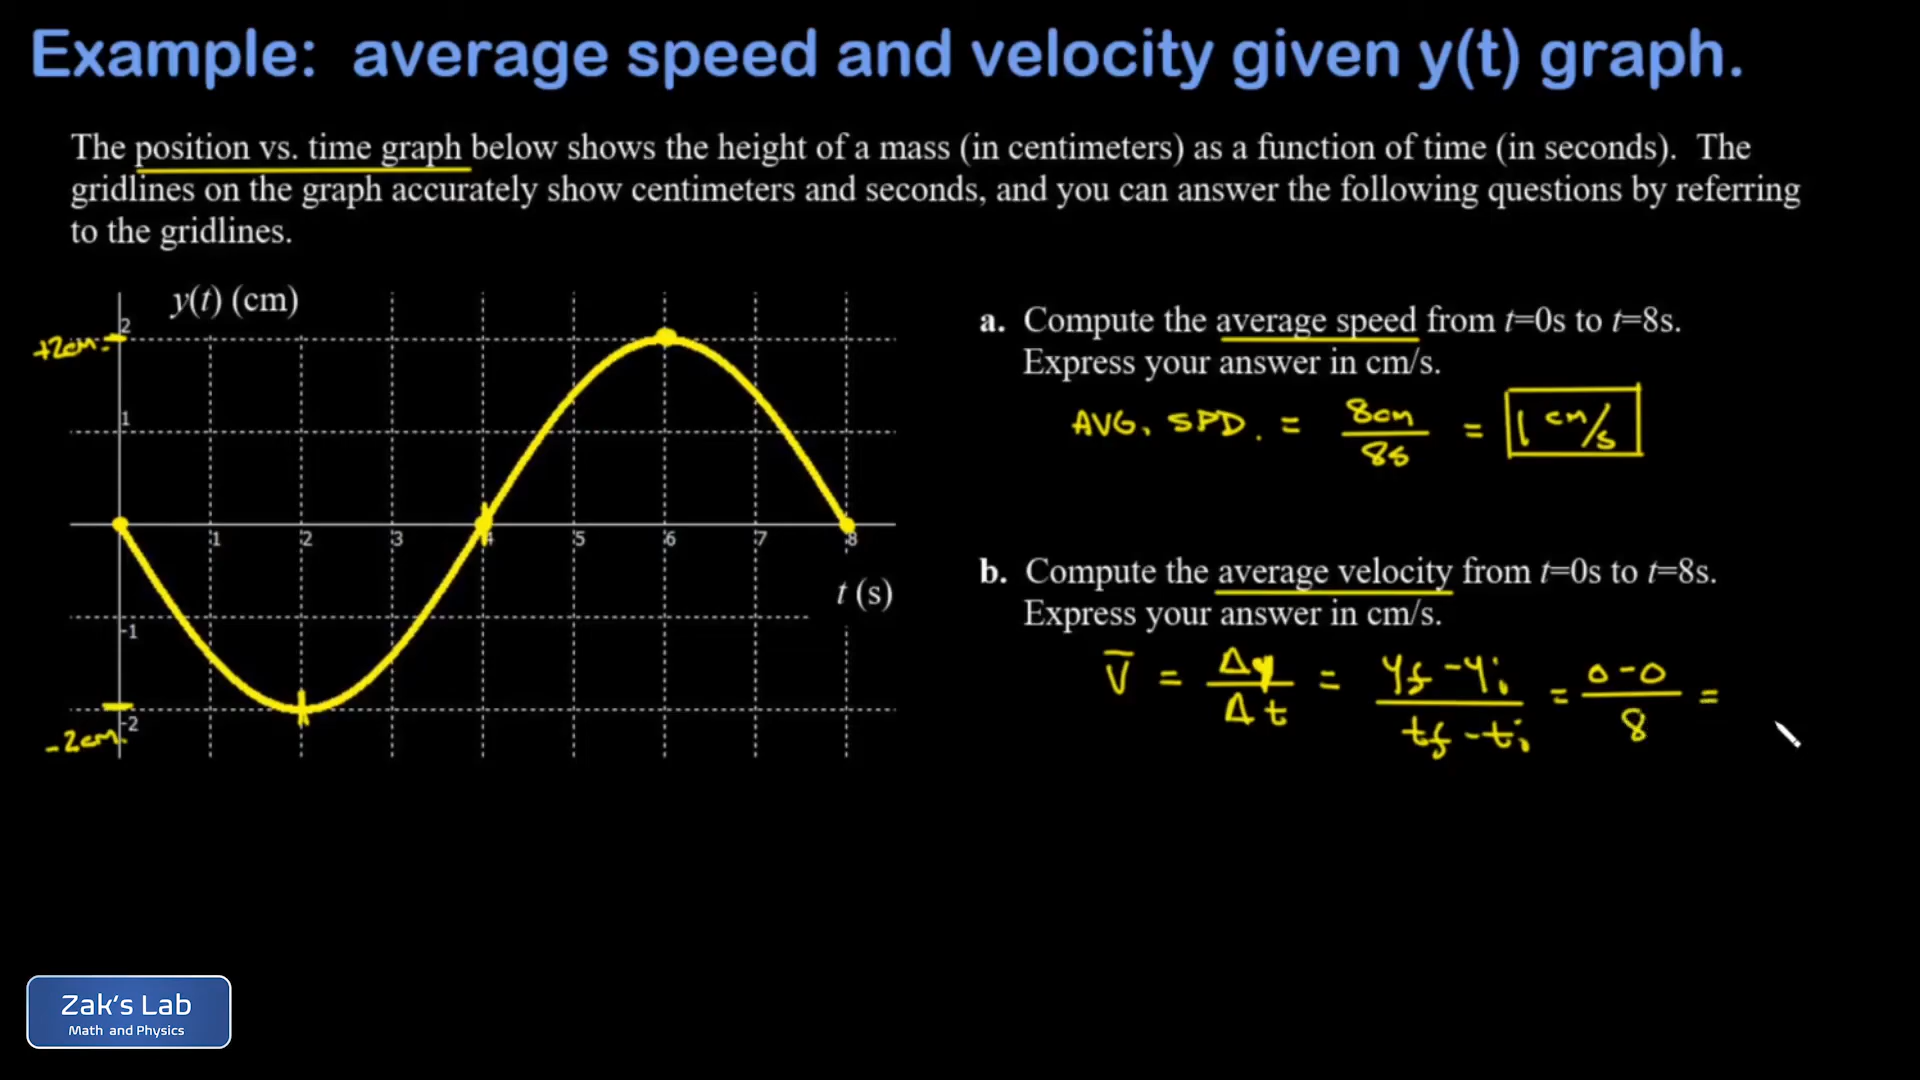 Example: average speed and velocity given y(t) graph.
The position vs. time graph below shows the height of a mass (in centimeters) as a function of time (in seconds). The
gridlines on the graph accurately show centimeters and seconds, and you can answer the following questions by referring
to the gridlines.
y(t) (cm)
+2cm
2
1
1 2 3 4 5 6 7 8
t (s)
-1
-2
-2cm
a. Compute the average speed from t=0s to t=8s.
Express your answer in cm/s.
AVG. SPD. = 8cm/8s = 1 cm/s
b. Compute the average velocity from t=0s to t=8s.
Express your answer in cm/s.
v̅ = Δy/Δt = yf-yi/tf-ti = 0-0/8 =
Zak's Lab
Math and Physics